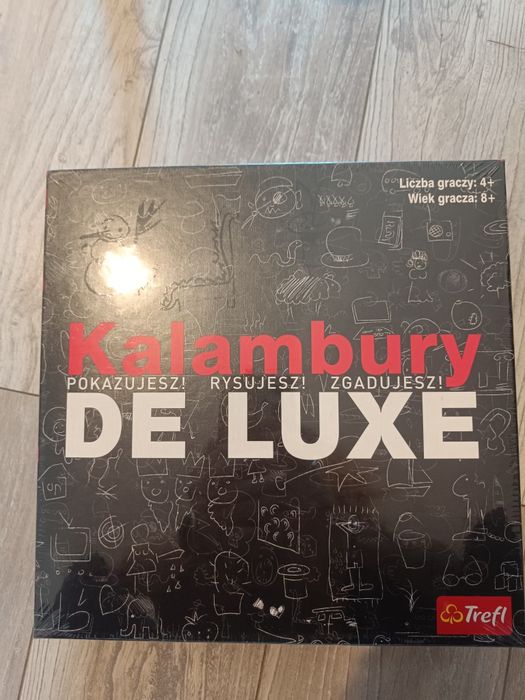 Liczba graczy: 4+
Wiek gracza: 8+
Kalambury
POKAZUJESZ! RYSUJESZ! ZGADUJESZ!
DE LUXE
Trefl